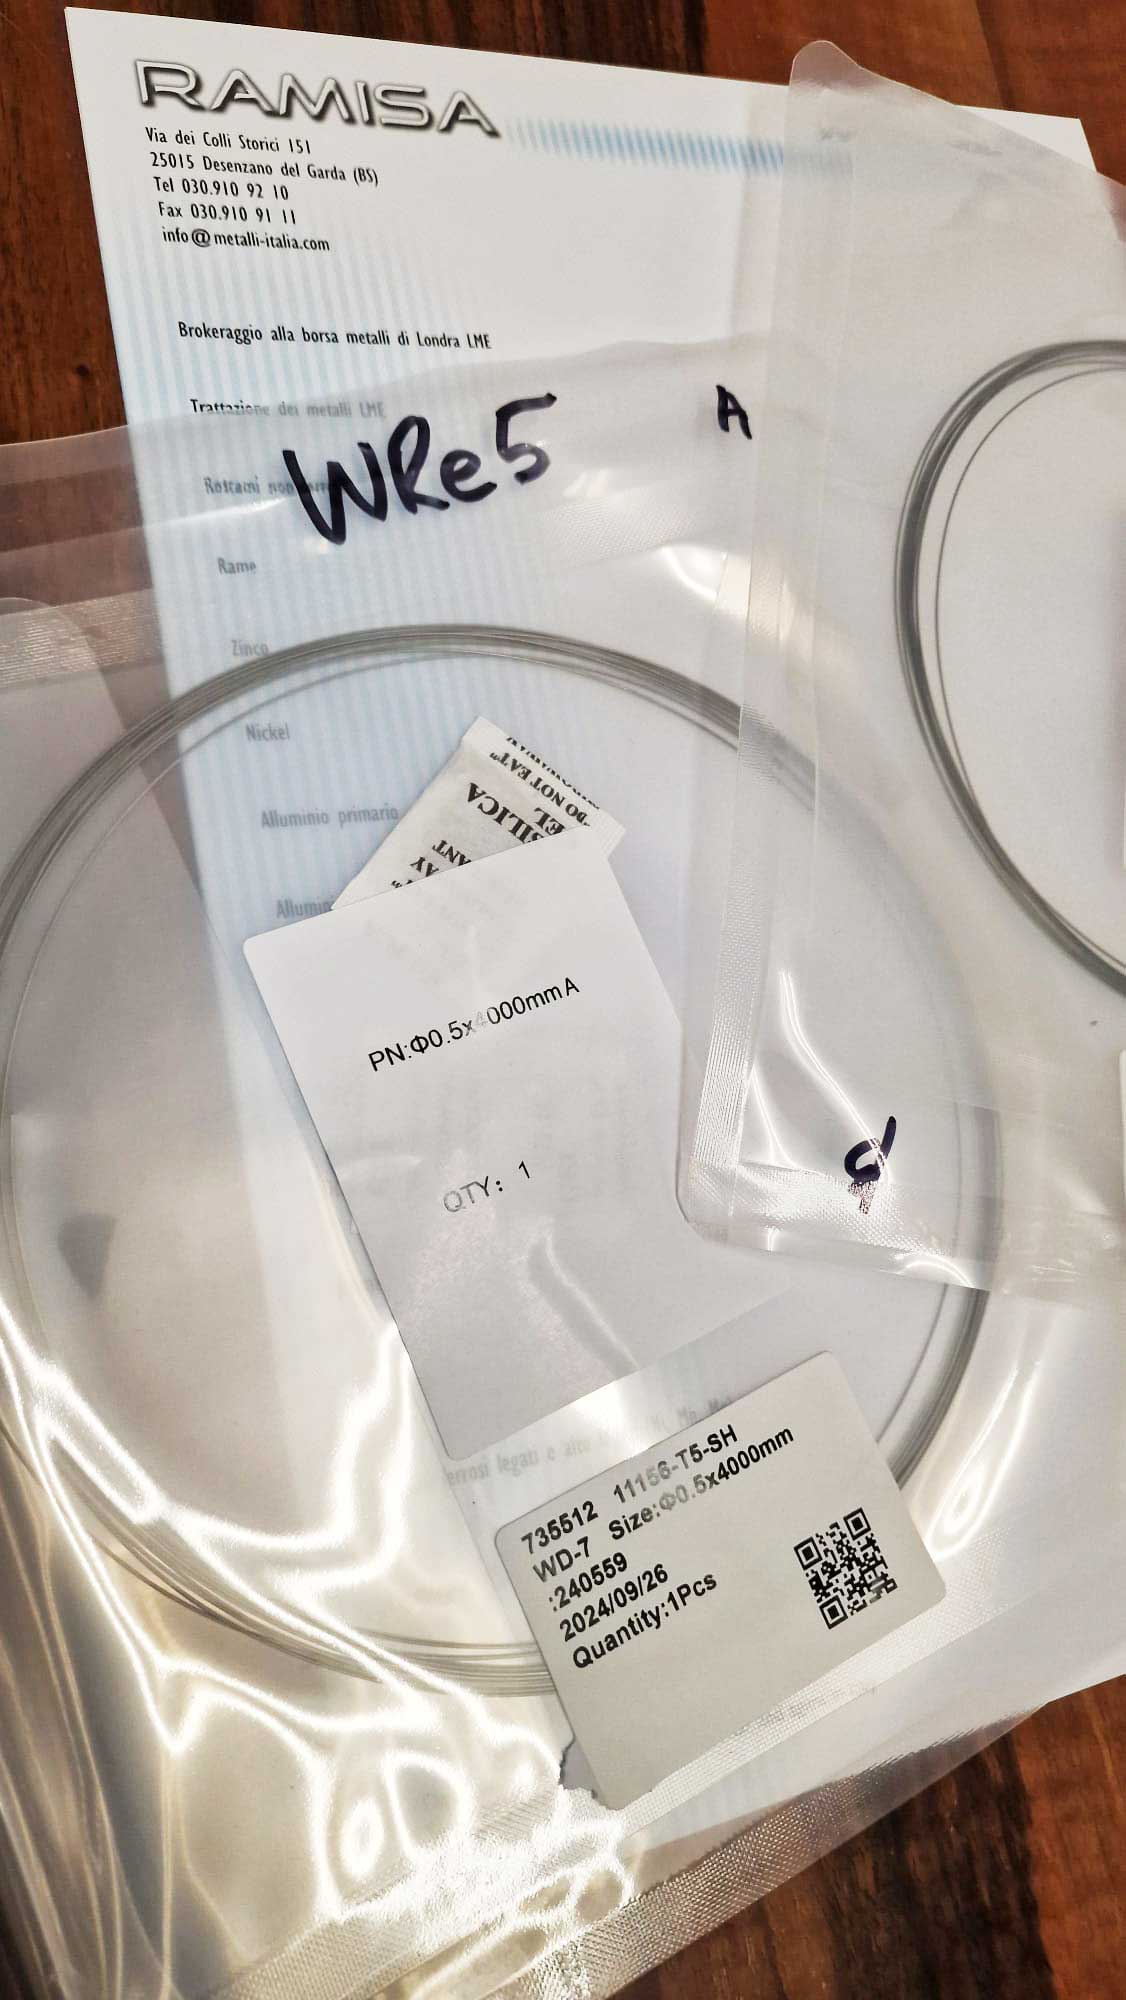 RAMISA
Via dei Colli Storici 151
25015 Desenzano del Garda (BS)
Tel 030.910 92 10
Fax 030.910 91 11
info@metalli-italia.com
Brokeraggio alla borsa metalli di Londra LME
Trattazione dei metalli LME
WRe5
A
Rottami non
Rame
Zinco
Nickel
Alluminio primario
"DO NOT EAT"
SILICA
PN:Φ0.5x4000mmA
QTY: 1
legati e
735512 11156-T5-SH
WD-7 Size:Φ0.5x4000mm
:240559
2024/09/26
Quantity:1Pcs